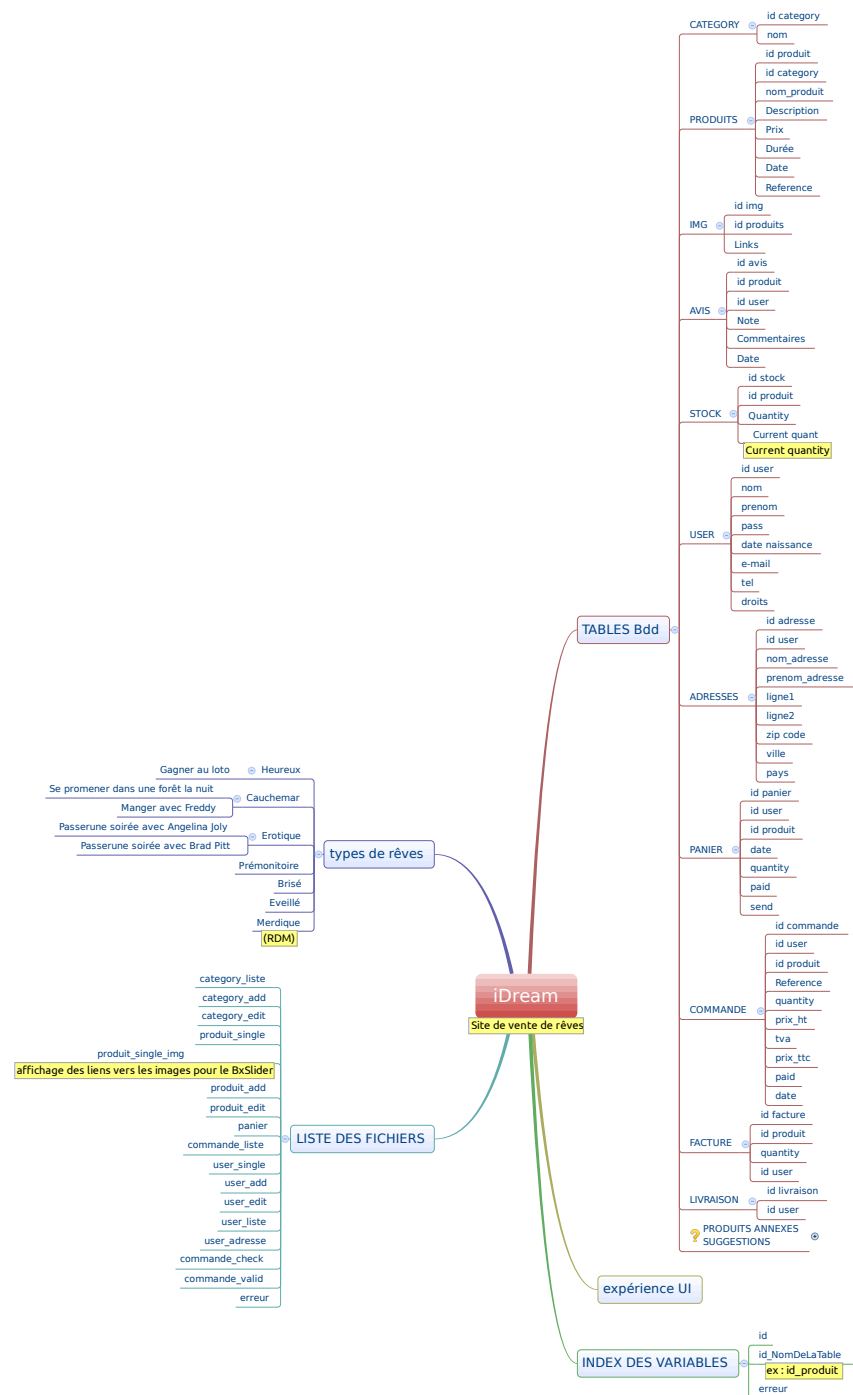 iDream
Site de vente de rêves
TABLES Bdd
CATEGORY
id category
nom
PRODUITS
id produit
id category
nom_produit
Description
Prix
Durée
Date
Reference
IMG
id img
id produits
Links
AVIS
id avis
id produit
id user
Note
Commentaires
Date
STOCK
id stock
id produit
Quantity
Current quant
Current quantity
USER
id user
nom
prenom
pass
date naissance
e-mail
tel
droits
ADRESSES
id adresse
id user
nom_adresse
prenom_adresse
ligne1
ligne2
zip code
ville
pays
PANIER
id panier
id user
id produit
date
quantity
paid
send
COMMANDE
id commande
id user
id produit
Reference
quantity
prix_ht
tva
prix_ttc
paid
date
FACTURE
id facture
id produit
quantity
id user
LIVRAISON
id livraison
id user
PRODUITS ANNEXES
SUGGESTIONS
expérience UI
INDEX DES VARIABLES
id
id_NomDeLaTable
ex : id_produit
erreur
types de rêves
Heureux
Gagner au loto
Cauchemar
Se promener dans une forêt la nuit
Manger avec Freddy
Erotique
Passerune soirée avec Angelina Joly
Passerune soirée avec Brad Pitt
Prémonitoire
Brisé
Eveillé
Merdique
(RDM)
LISTE DES FICHIERS
category_liste
category_add
category_edit
produit_single
produit_single_img
affichage des liens vers les images pour le BxSlider
produit_add
produit_edit
panier
commande_liste
user_single
user_add
user_edit
user_liste
user_adresse
commande_check
commande_valid
erreur